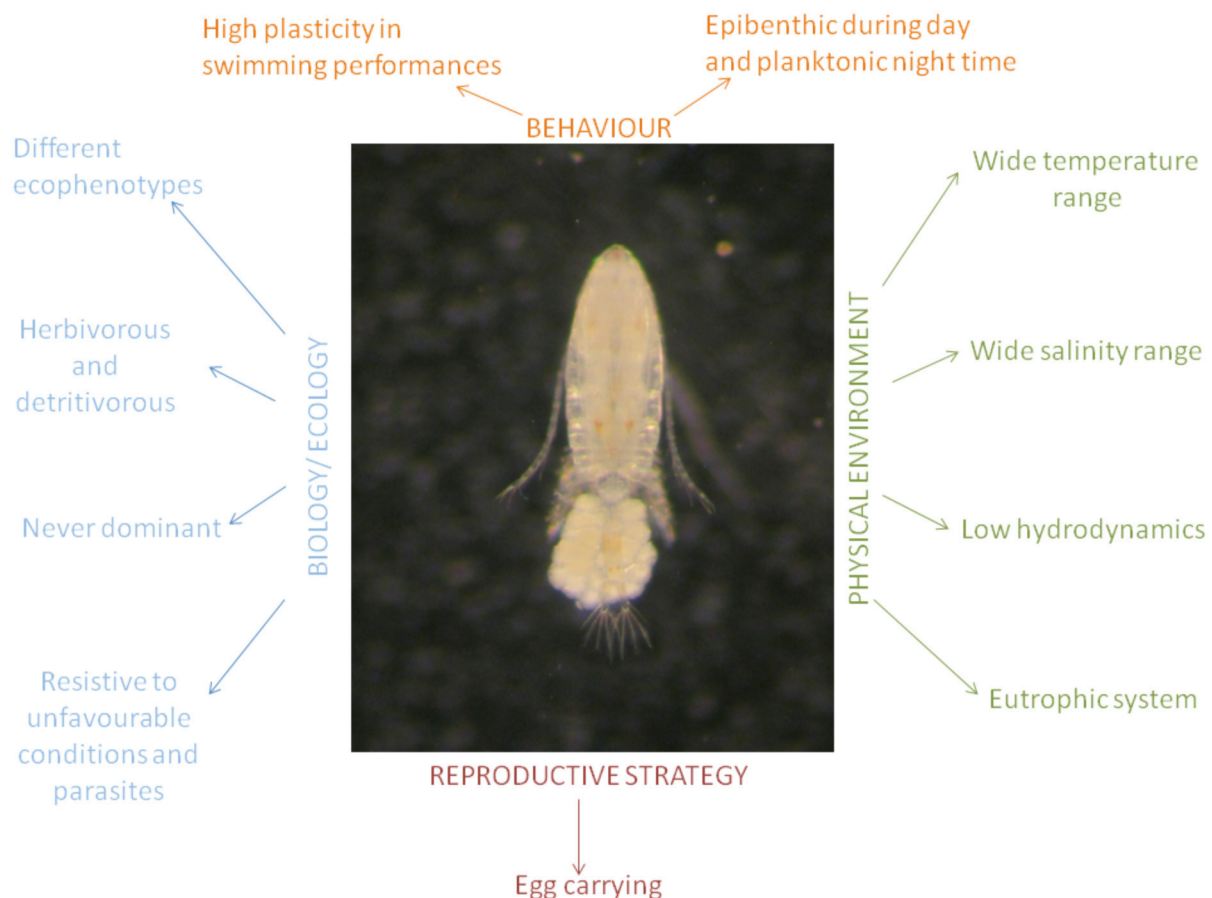 High plasticity in
swimming performances
Epibenthic during day
and planktonic night time
BEHAVIOUR
Different
ecophenotypes
Herbivorous
and
detritivorous
Never dominant
Resistive to
unfavourable
conditions and
parasites
BIOLOGY/ ECOLOGY
PHYSICAL ENVIRONMENT
Wide temperature
range
Wide salinity range
Low hydrodynamics
Eutrophic system
REPRODUCTIVE STRATEGY
Egg carrying